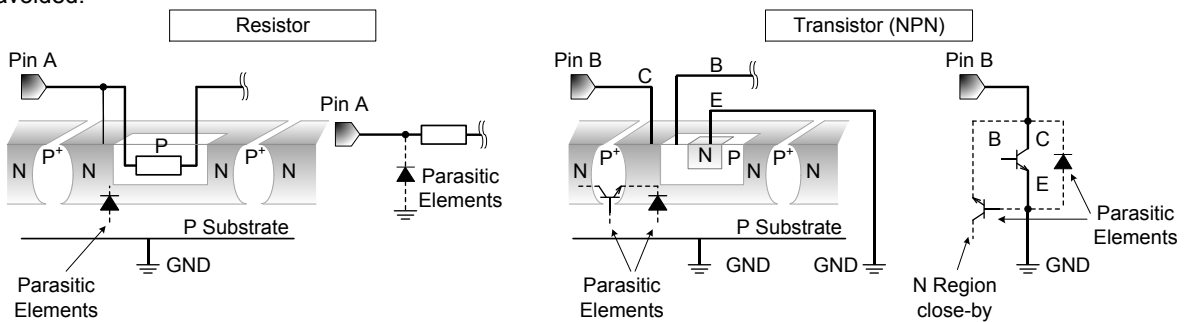 avoided.
Resistor
Transistor (NPN)
Pin A
Pin A
Pin B
Pin B
C
B
E
N
P+
N
P
N
P+
N
Parasitic
Elements
P Substrate
GND
Parasitic
Elements
N
P+
N
N
P
P+
N
P Substrate
GND
GND
Parasitic
Elements
B
C
E
Parasitic
Elements
GND
N Region
close-by